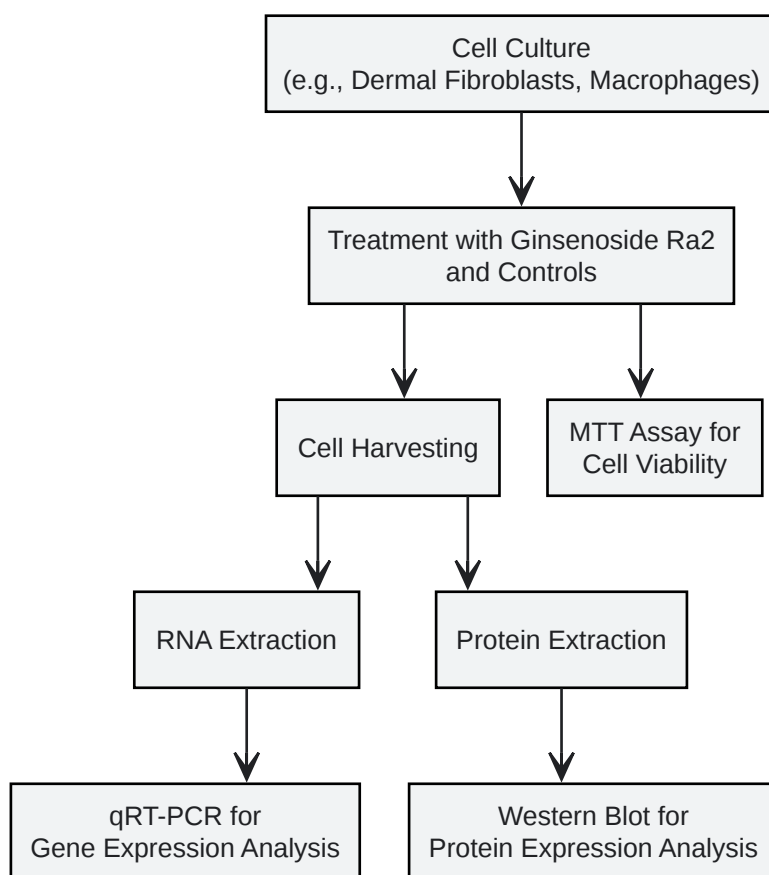 Cell Culture
(e.g., Dermal Fibroblasts, Macrophages)
Treatment with Ginsenoside Ra2
and Controls
Cell Harvesting
MTT Assay for
Cell Viability
RNA Extraction
Protein Extraction
qRT-PCR for
Gene Expression Analysis
Western Blot for
Protein Expression Analysis